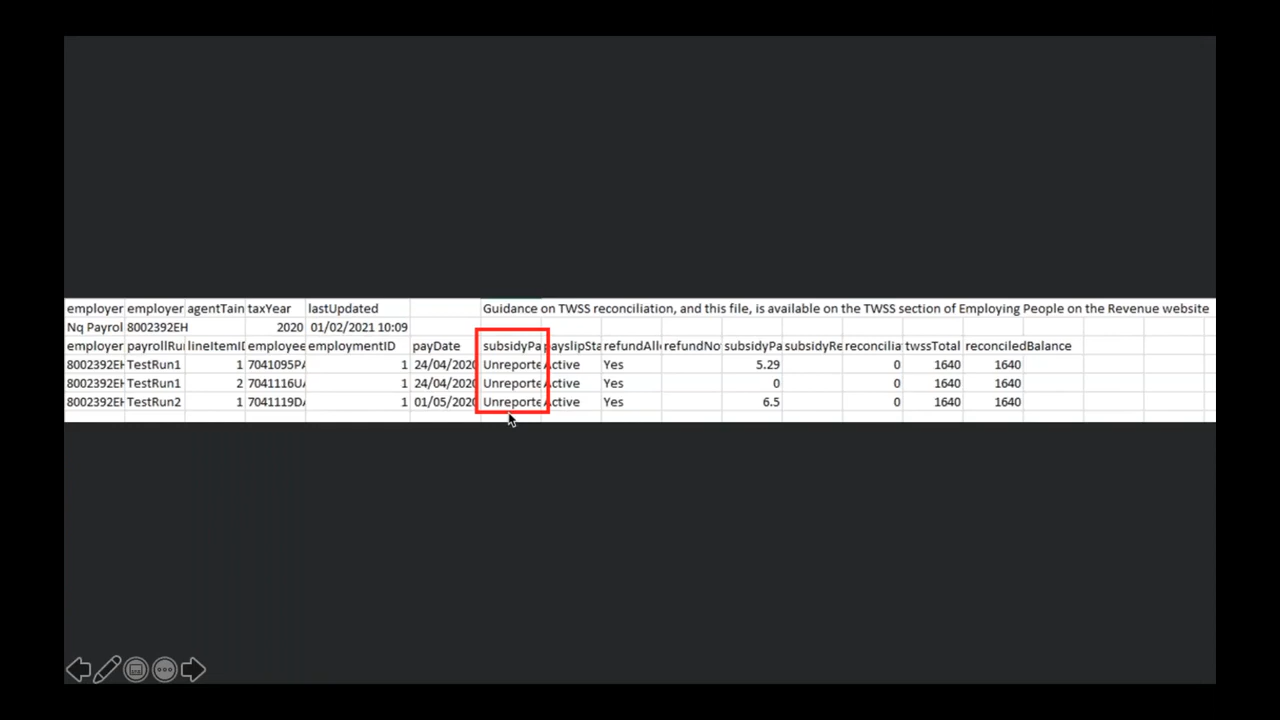 employer employer agentTain taxYear lastUpdated Guidance on TWSS reconciliation, and this file, is available on the TWSS section of Employing People on the Revenue website
Nq Payrol 8002392EH 2020 01/02/2021 10:09
employer payrollRu lineItemID employee employmentID payDate subsidyPa payslipSta refundAll refundNo subsidyPa subsidyRe reconcilia twssTotal reconciledBalance
8002392EH TestRun1 1 7041095PA 1 24/04/2020 Unreporte Active Yes 5.29 0 1640 1640
8002392EH TestRun1 2 7041116UA 1 24/04/2020 Unreporte Active Yes 0 0 1640 1640
8002392EH TestRun2 1 7041119DA 1 01/05/2020 Unreporte Active Yes 6.5 0 1640 1640